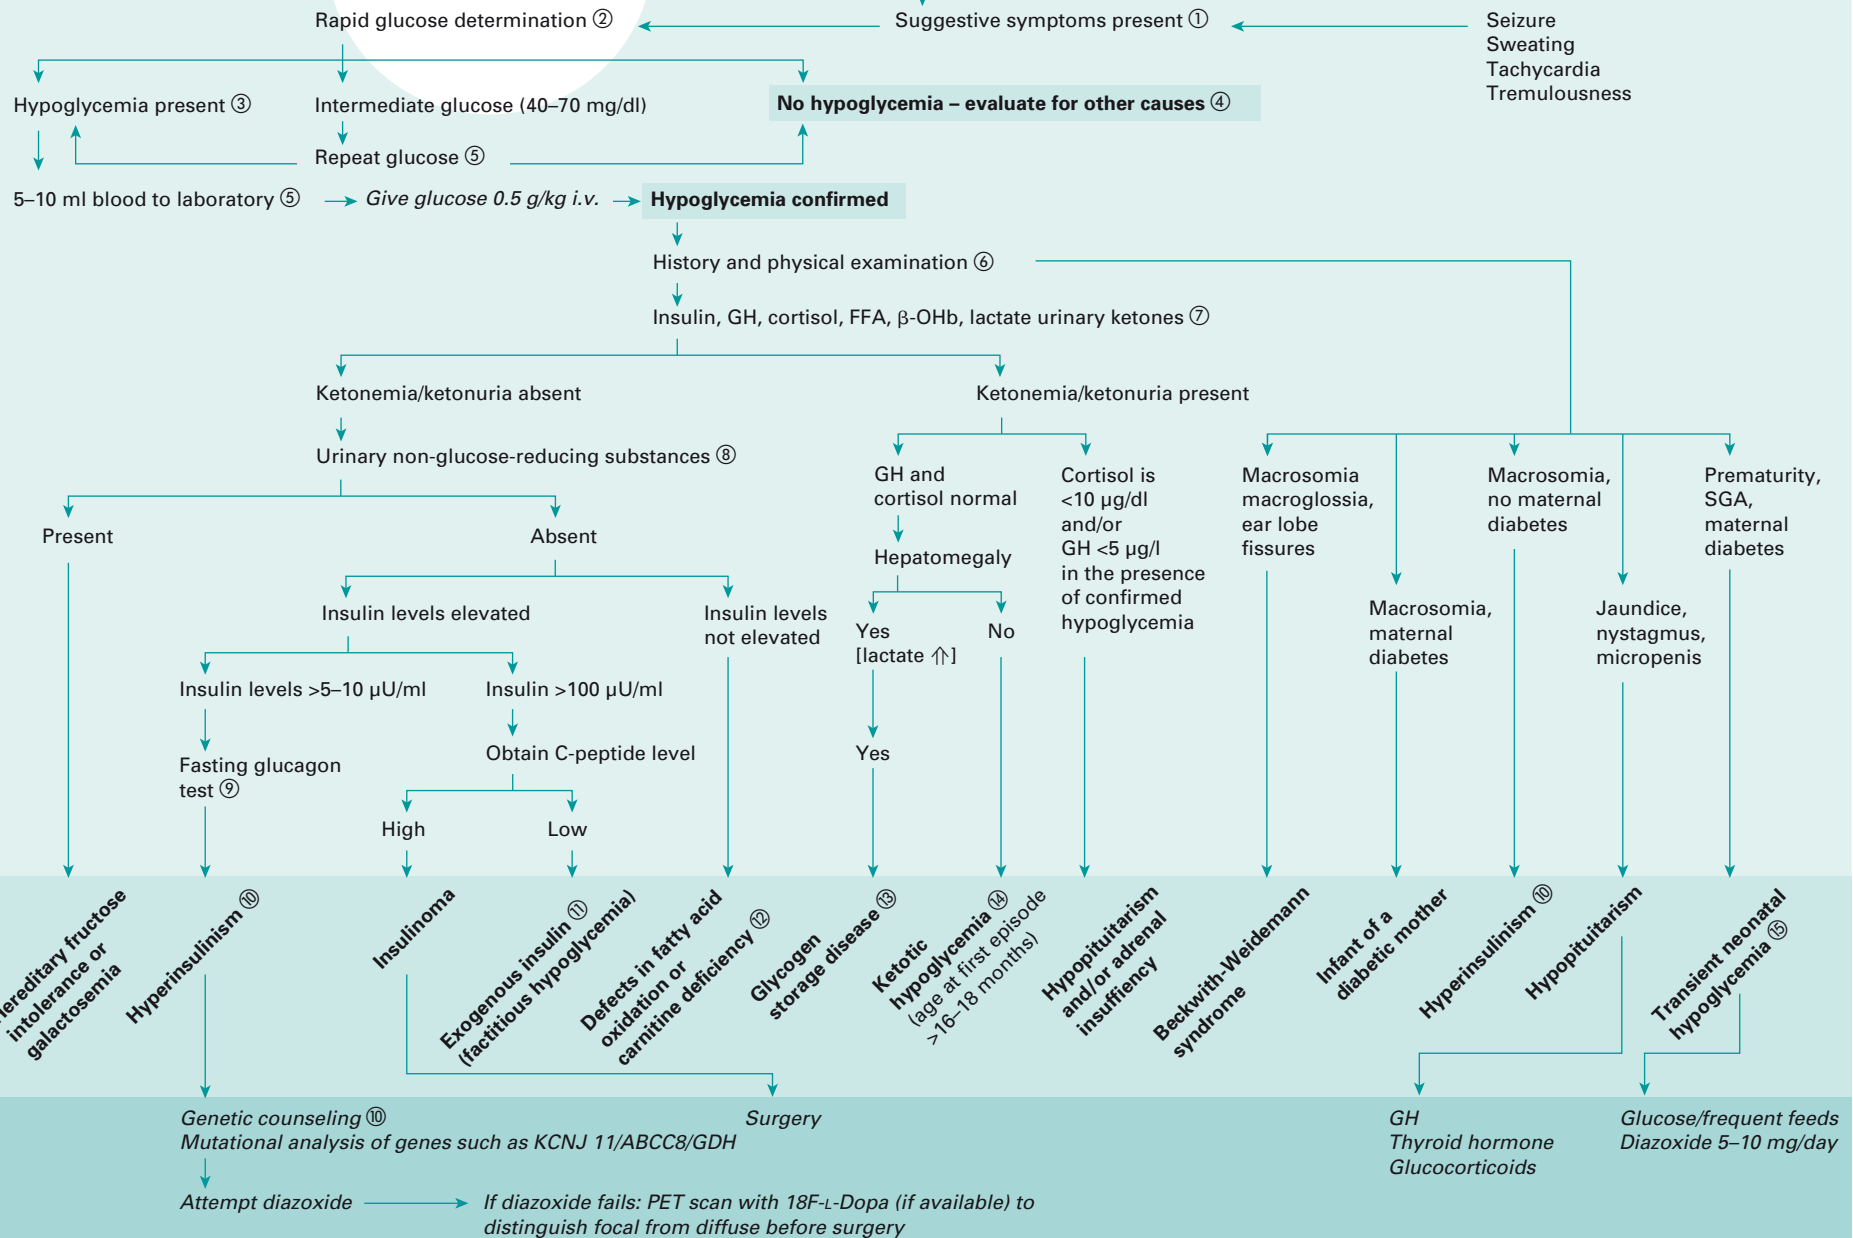 Rapid glucose determination ②
Suggestive symptoms present ①
Seizure
Sweating
Tachycardia
Tremulousness
Hypoglycemia present ③
Intermediate glucose (40–70 mg/dl)
No hypoglycemia – evaluate for other causes ④
Repeat glucose ⑤
5–10 ml blood to laboratory ⑤
Give glucose 0.5 g/kg i.v.
Hypoglycemia confirmed
History and physical examination ⑥
Insulin, GH, cortisol, FFA, β-OHb, lactate urinary ketones ⑦
Ketonemia/ketonuria absent
Ketonemia/ketonuria present
Urinary non-glucose-reducing substances ⑧
GH and
cortisol normal
Cortisol is
<10 µg/dl
and/or
GH <5 µg/l
in the presence
of confirmed
hypoglycemia
Macrosomia
macroglossia,
ear lobe
fissures
Macrosomia,
no maternal
diabetes
Prematurity,
SGA,
maternal
diabetes
Present
Absent
Hepatomegaly
Insulin levels elevated
Insulin levels
not elevated
Yes
[lactate ⇑]
No
Macrosomia,
maternal
diabetes
Jaundice,
nystagmus,
micropenis
Insulin levels >5–10 µU/ml
Insulin >100 µU/ml
Fasting glucagon
test ⑨
Obtain C-peptide level
Yes
High
Low
Hereditary fructose
intolerance or
galactosemia
Hyperinsulinism ⑩
Insulinoma
Exogenous insulin ⑪
(factitious hypoglycemia)
Defects in fatty acid
oxidation or
carnitine deficiency ⑫
Glycogen
storage disease ⑬
Ketotic
hypoglycemia ⑭
(age at first episode
>16–18 months)
Hypopituitarism
and/or adrenal
insuffiency
Beckwith-Weidemann
syndrome
Infant of a
diabetic mother
Hyperinsulinism ⑩
Hypopituitarism
Transient neonatal
hypoglycemia ⑮
Genetic counseling ⑩
Mutational analysis of genes such as KCNJ 11/ABCC8/GDH
Surgery
GH
Thyroid hormone
Glucocorticoids
Glucose/frequent feeds
Diazoxide 5–10 mg/day
Attempt diazoxide
If diazoxide fails: PET scan with 18F-L-Dopa (if available) to
distinguish focal from diffuse before surgery